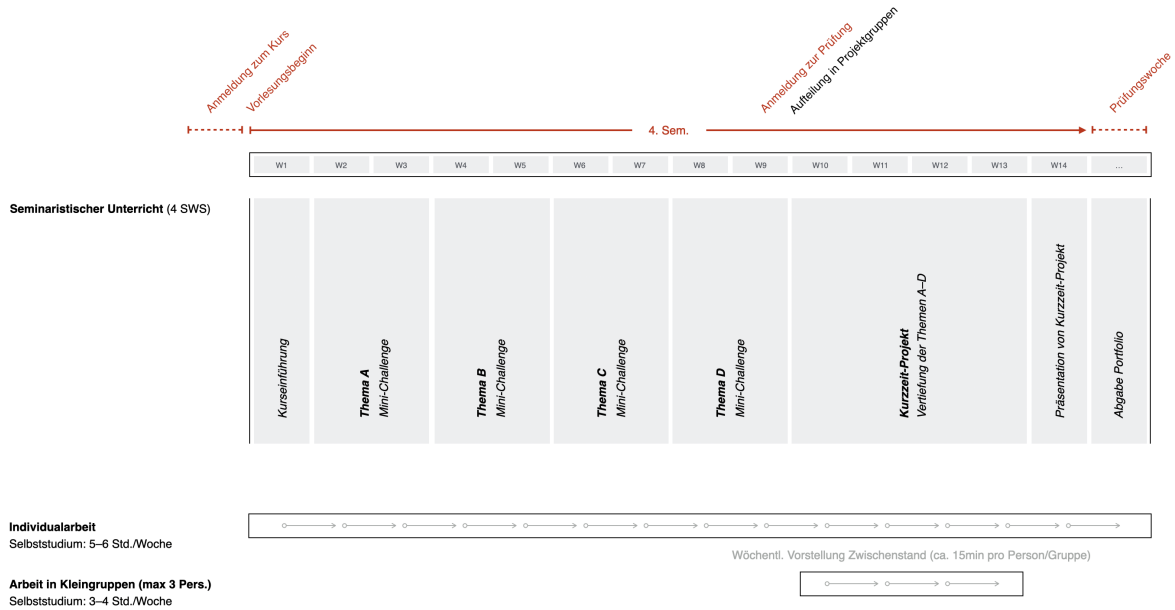 Anmeldung zum Kurs
Vorlesungsbeginn
Anmeldung zur Prüfung
Aufteilung in Projektgruppen
Prüfungswoche
4. Sem.
W1 W2 W3 W4 W5 W6 W7 W8 W9 W10 W11 W12 W13 W14 ...
Seminaristischer Unterricht (4 SWS)
Kurseinführung
Thema A
Mini-Challenge
Thema B
Mini-Challenge
Thema C
Mini-Challenge
Thema D
Mini-Challenge
Kurzzeit-Projekt
Vertiefung der Themen A–D
Präsentation von Kurzzeit-Projekt
Abgabe Portfolio
Individualarbeit
Selbststudium: 5–6 Std./Woche
Wöchentl. Vorstellung Zwischenstand (ca. 15min pro Person/Gruppe)
Arbeit in Kleingruppen (max 3 Pers.)
Selbststudium: 3–4 Std./Woche